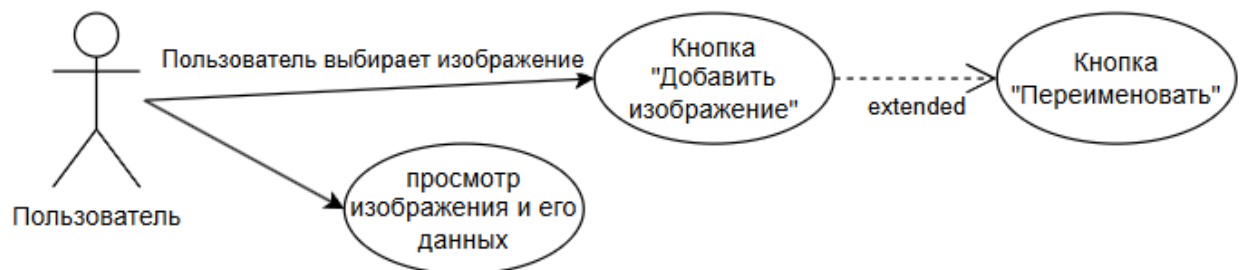 Пользователь выбирает изображение
Кнопка
"Добавить
изображение"
extended
Кнопка
"Переименовать"
просмотр
изображения и его
данных
Пользователь